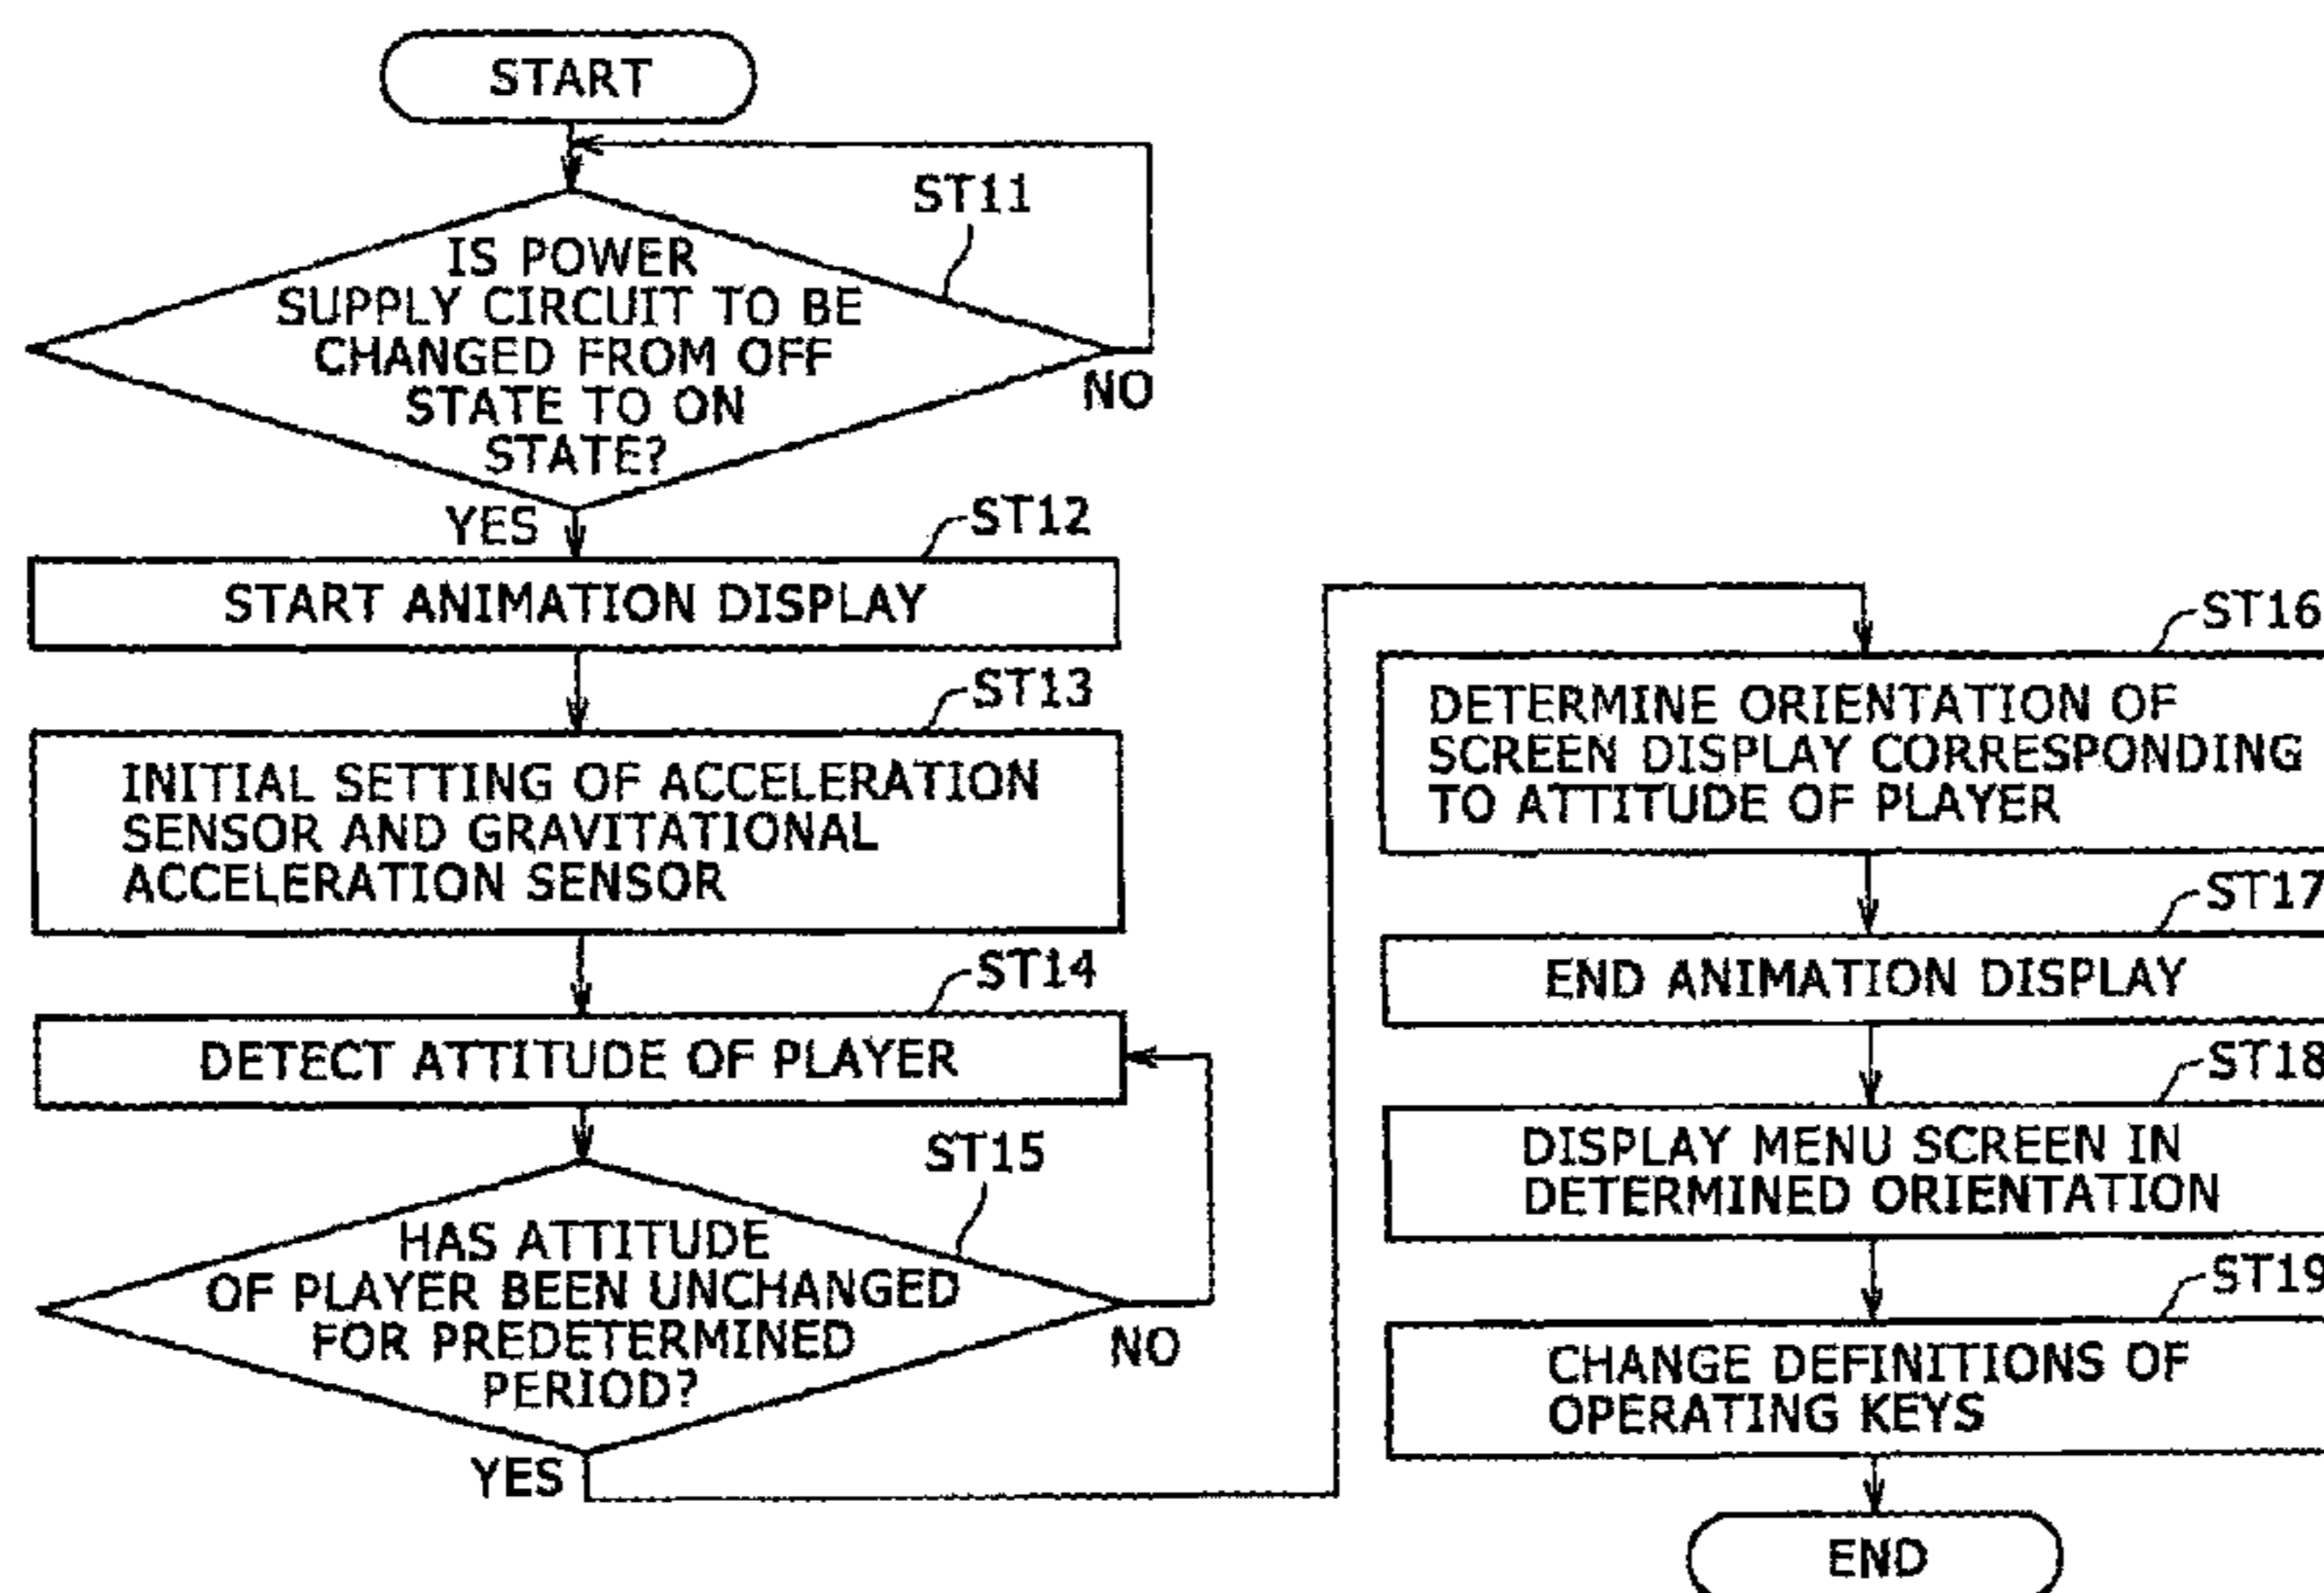 START
ST11
IS POWER
SUPPLY CIRCUIT TO BE
CHANGED FROM OFF
STATE TO ON
STATE?
NO
YES
ST12
START ANIMATION DISPLAY
ST13
INITIAL SETTING OF ACCELERATION
SENSOR AND GRAVITATIONAL
ACCELERATION SENSOR
ST14
DETECT ATTITUDE OF PLAYER
ST15
HAS ATTITUDE
OF PLAYER BEEN UNCHANGED
FOR PREDETERMINED
PERIOD?
NO
YES
ST16
DETERMINE ORIENTATION OF
SCREEN DISPLAY CORRESPONDING
TO ATTITUDE OF PLAYER
ST17
END ANIMATION DISPLAY
ST18
DISPLAY MENU SCREEN IN
DETERMINED ORIENTATION
ST19
CHANGE DEFINITIONS OF
OPERATING KEYS
END